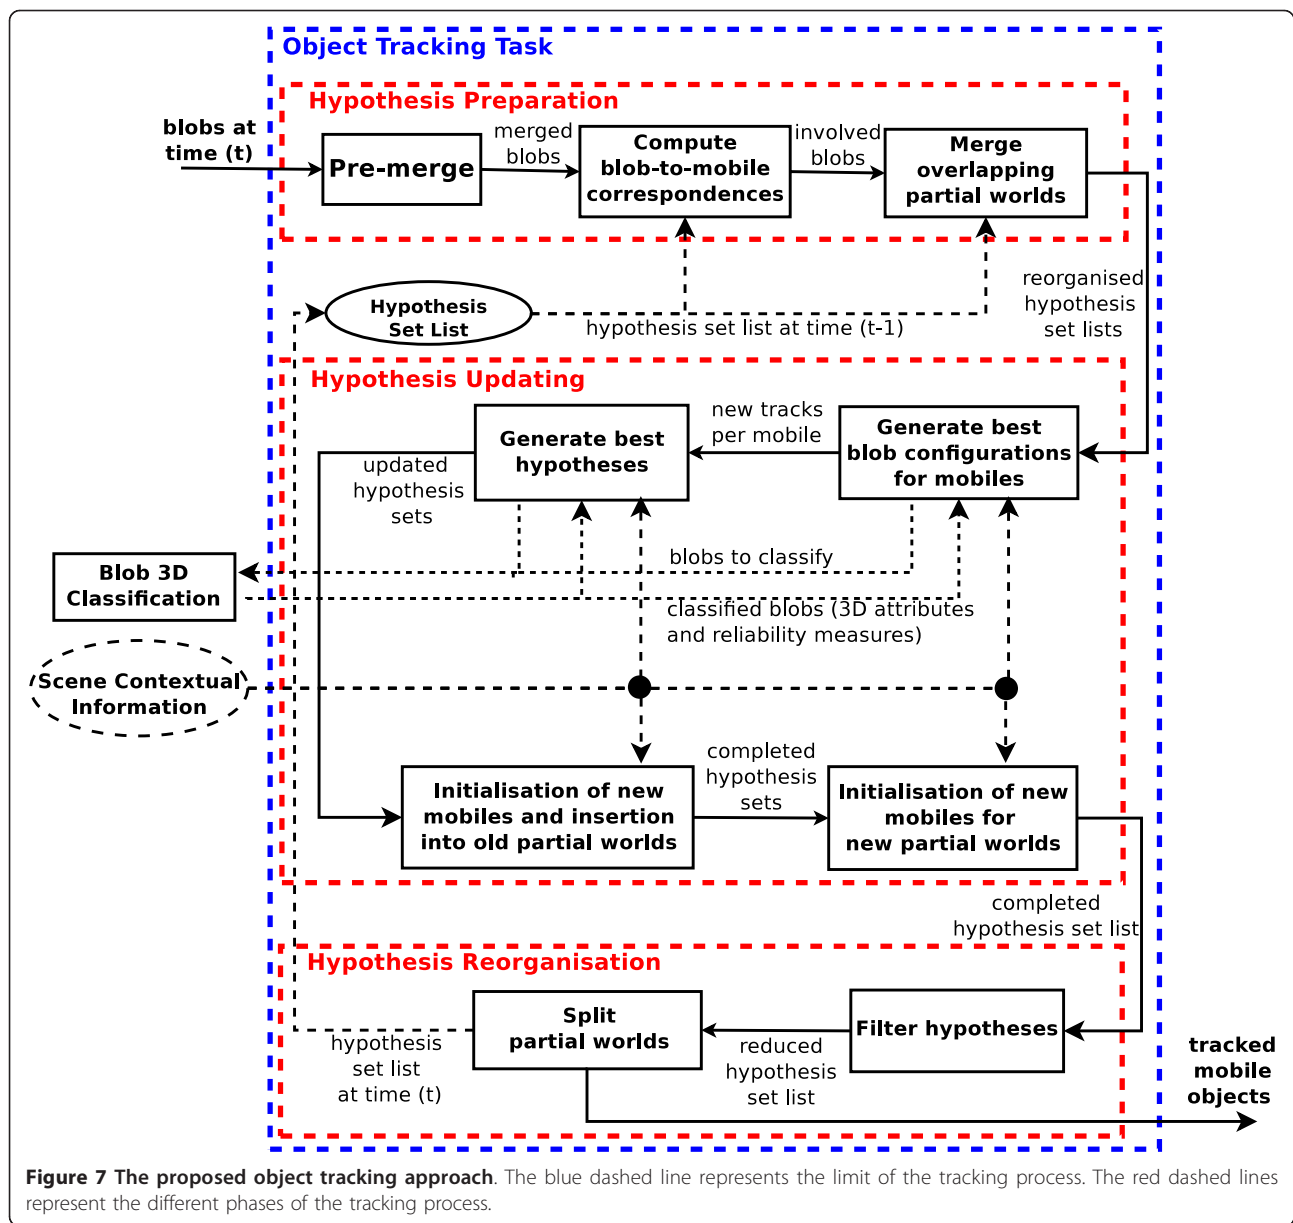 Object Tracking Task
Hypothesis Preparation
blobs at
time (t)
Pre-merge
merged
blobs
Compute
blob-to-mobile
correspondences
involved
blobs
Merge
overlapping
partial worlds
Hypothesis
Set List
hypothesis set list at time (t-1)
reorganised
hypothesis
set lists
Hypothesis Updating
Generate best
hypotheses
new tracks
per mobile
Generate best
blob configurations
for mobiles
updated
hypothesis
sets
blobs to classify
Blob 3D
Classification
classified blobs (3D attributes
and reliability measures)
Scene Contextual
Information
Initialisation of new
mobiles and insertion
into old partial worlds
completed
hypothesis
sets
Initialisation of new
mobiles for
new partial worlds
completed
hypothesis set list
Hypothesis Reorganisation
Split
partial worlds
Filter hypotheses
hypothesis
set list
at time (t)
reduced
hypothesis
set list
tracked
mobile
objects
Figure 7 The proposed object tracking approach. The blue dashed line represents the limit of the tracking process. The red dashed lines
represent the different phases of the tracking process.